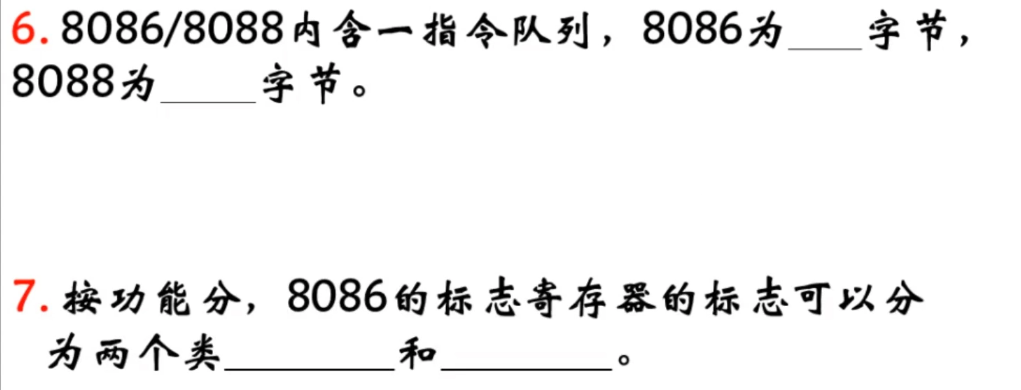 6. 8086/8088内含一指令队列，8086为____字节，
8088为_____字节。
7. 按功能分，8086的标志寄存器的标志可以分
为两个类_________和_________。